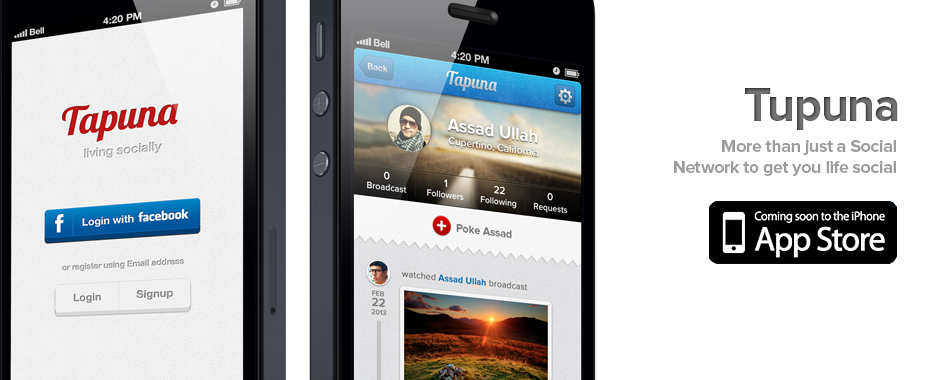 Bell
4:20 PM
Tapuna
living socially
f Login with facebook
or register using Email address
Login Signup
Bell
4:20 PM
Back Tapuna
Assad Ullah
Cupertino, California
0 1 22 0
Broadcast Followers Following Requests
Poke Assad
watched Assad Ullah broadcast
FEB
22
2013
Tupuna
More than just a Social
Network to get you life social
Coming soon to the iPhone
App Store